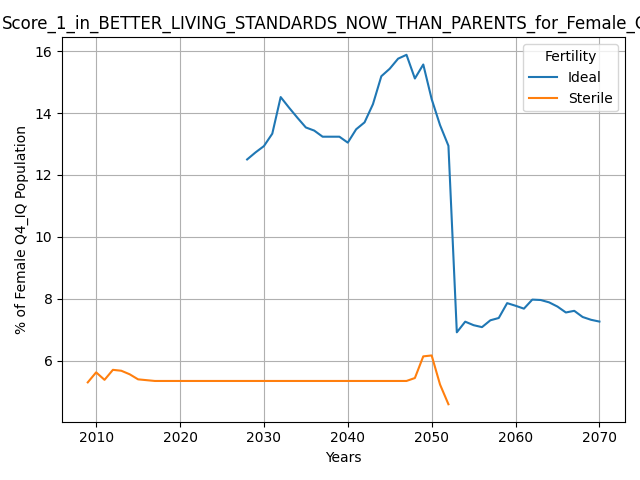 Score_1_in_BETTER_LIVING_STANDARDS_NOW_THAN_PARENTS_for_Female_
Fertility
Ideal
Sterile
% of Female Q4_IQ Population
16
14
12
10
8
6
2010 2020 2030 2040 2050 2060 2070
Years